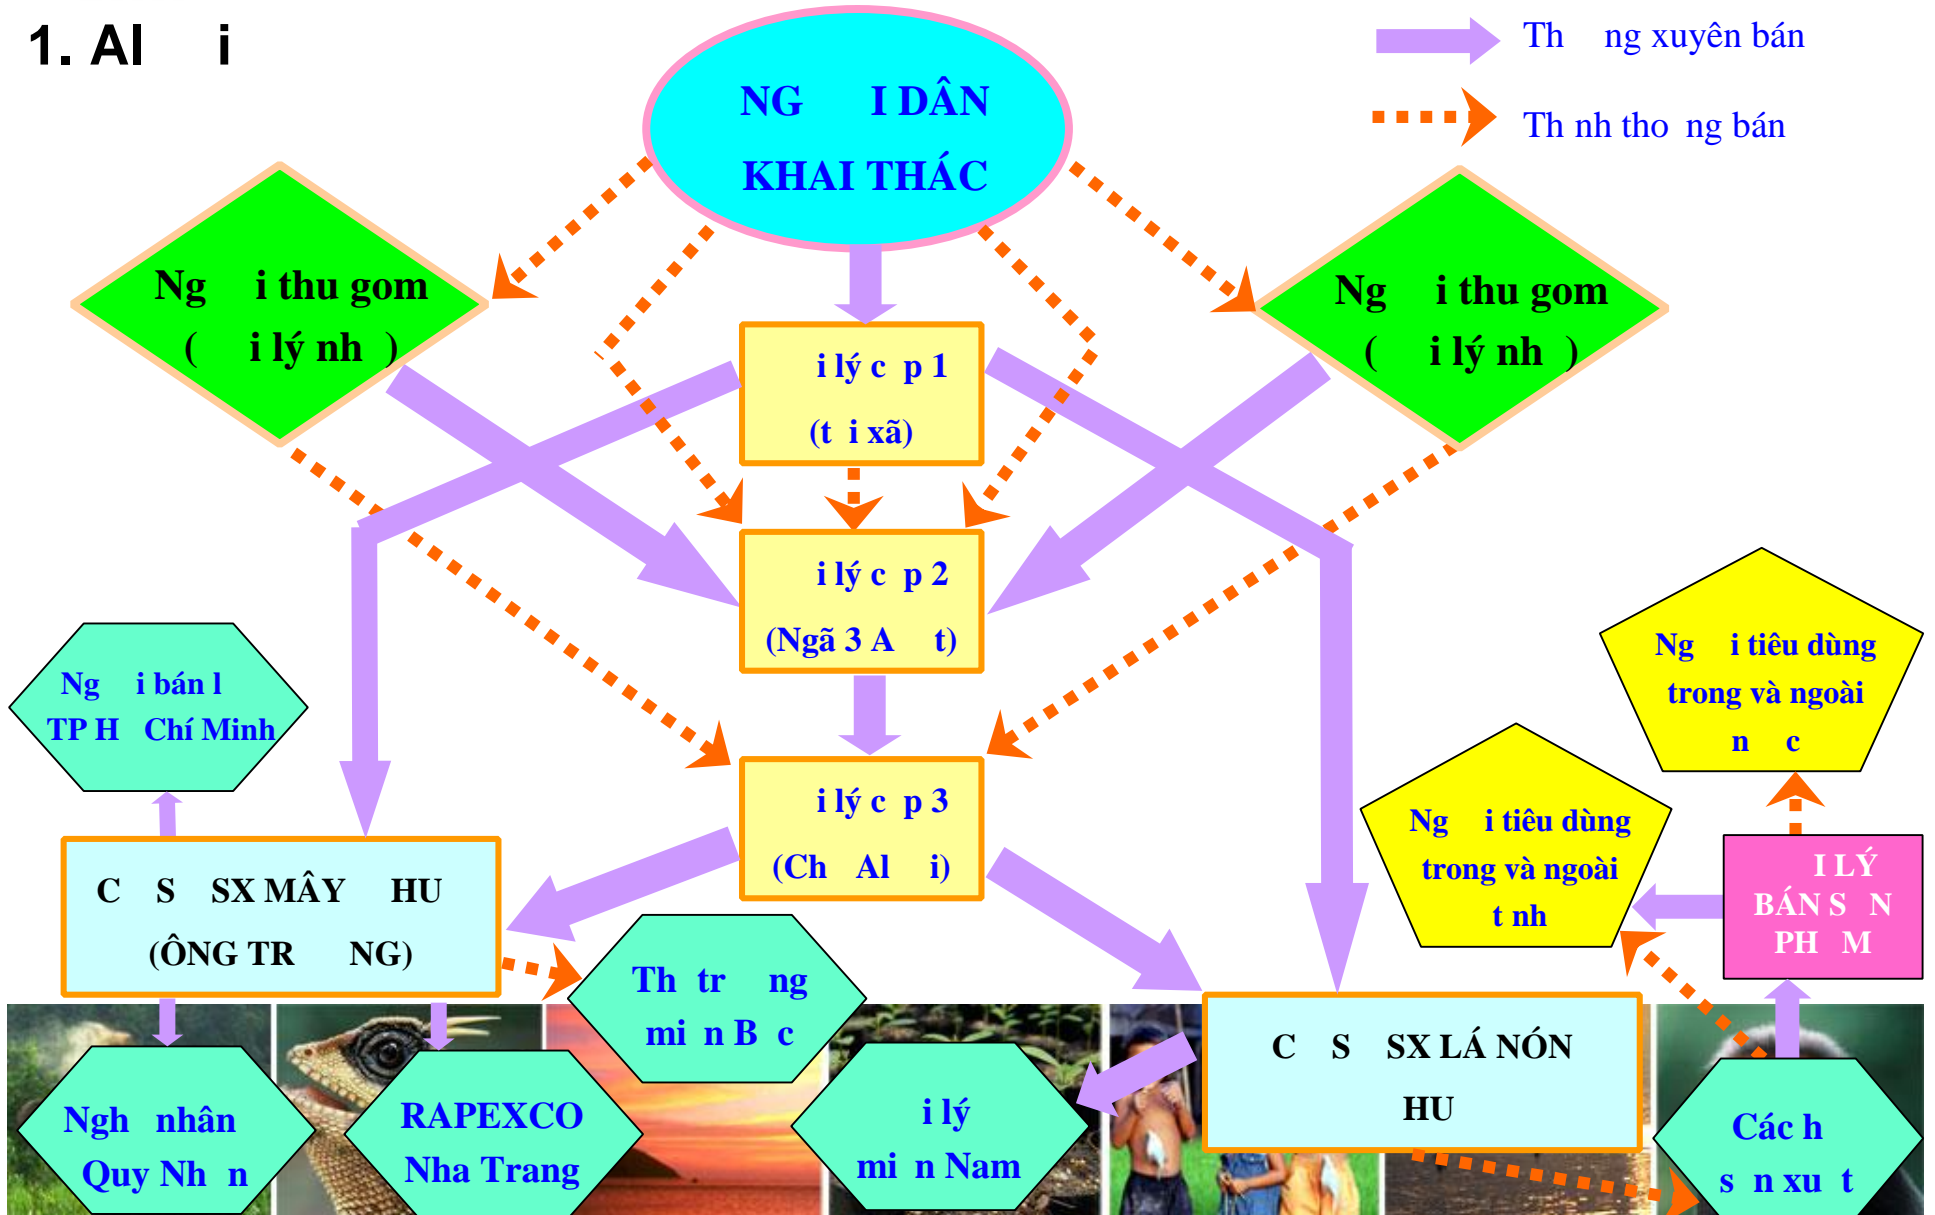 1. Al i
Th ng xuyên bán
Th nh tho ng bán
NG I DÂN
KHAI THÁC
Ng i thu gom
( i lý nh )
Ng i thu gom
( i lý nh )
i lý c p 1
(t i xã)
i lý c p 2
(Ngã 3 A t)
i lý c p 3
(Ch Al i)
Ng i bán l
TP H Chí Minh
C S SX MÂY HU
(ÔNG TR NG)
Th tr ng
mi n B c
Ngh nhân
Quy Nh n
RAPEXCO
Nha Trang
i lý
mi n Nam
C S SX LÁ NÓN
HU
Các h
s n xu t
I LÝ
BÁN S N
PH M
Ng i tiêu dùng
trong và ngoài
t nh
Ng i tiêu dùng
trong và ngoài
n c